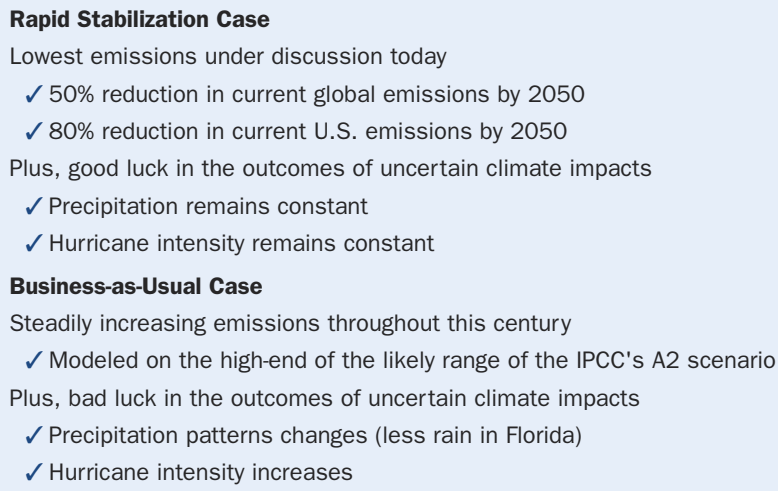 Rapid Stabilization Case
Lowest emissions under discussion today
✓ 50% reduction in current global emissions by 2050
✓ 80% reduction in current U.S. emissions by 2050
Plus, good luck in the outcomes of uncertain climate impacts
✓ Precipitation remains constant
✓ Hurricane intensity remains constant
Business-as-Usual Case
Steadily increasing emissions throughout this century
✓ Modeled on the high-end of the likely range of the IPCC's A2 scenario
Plus, bad luck in the outcomes of uncertain climate impacts
✓ Precipitation patterns changes (less rain in Florida)
✓ Hurricane intensity increases